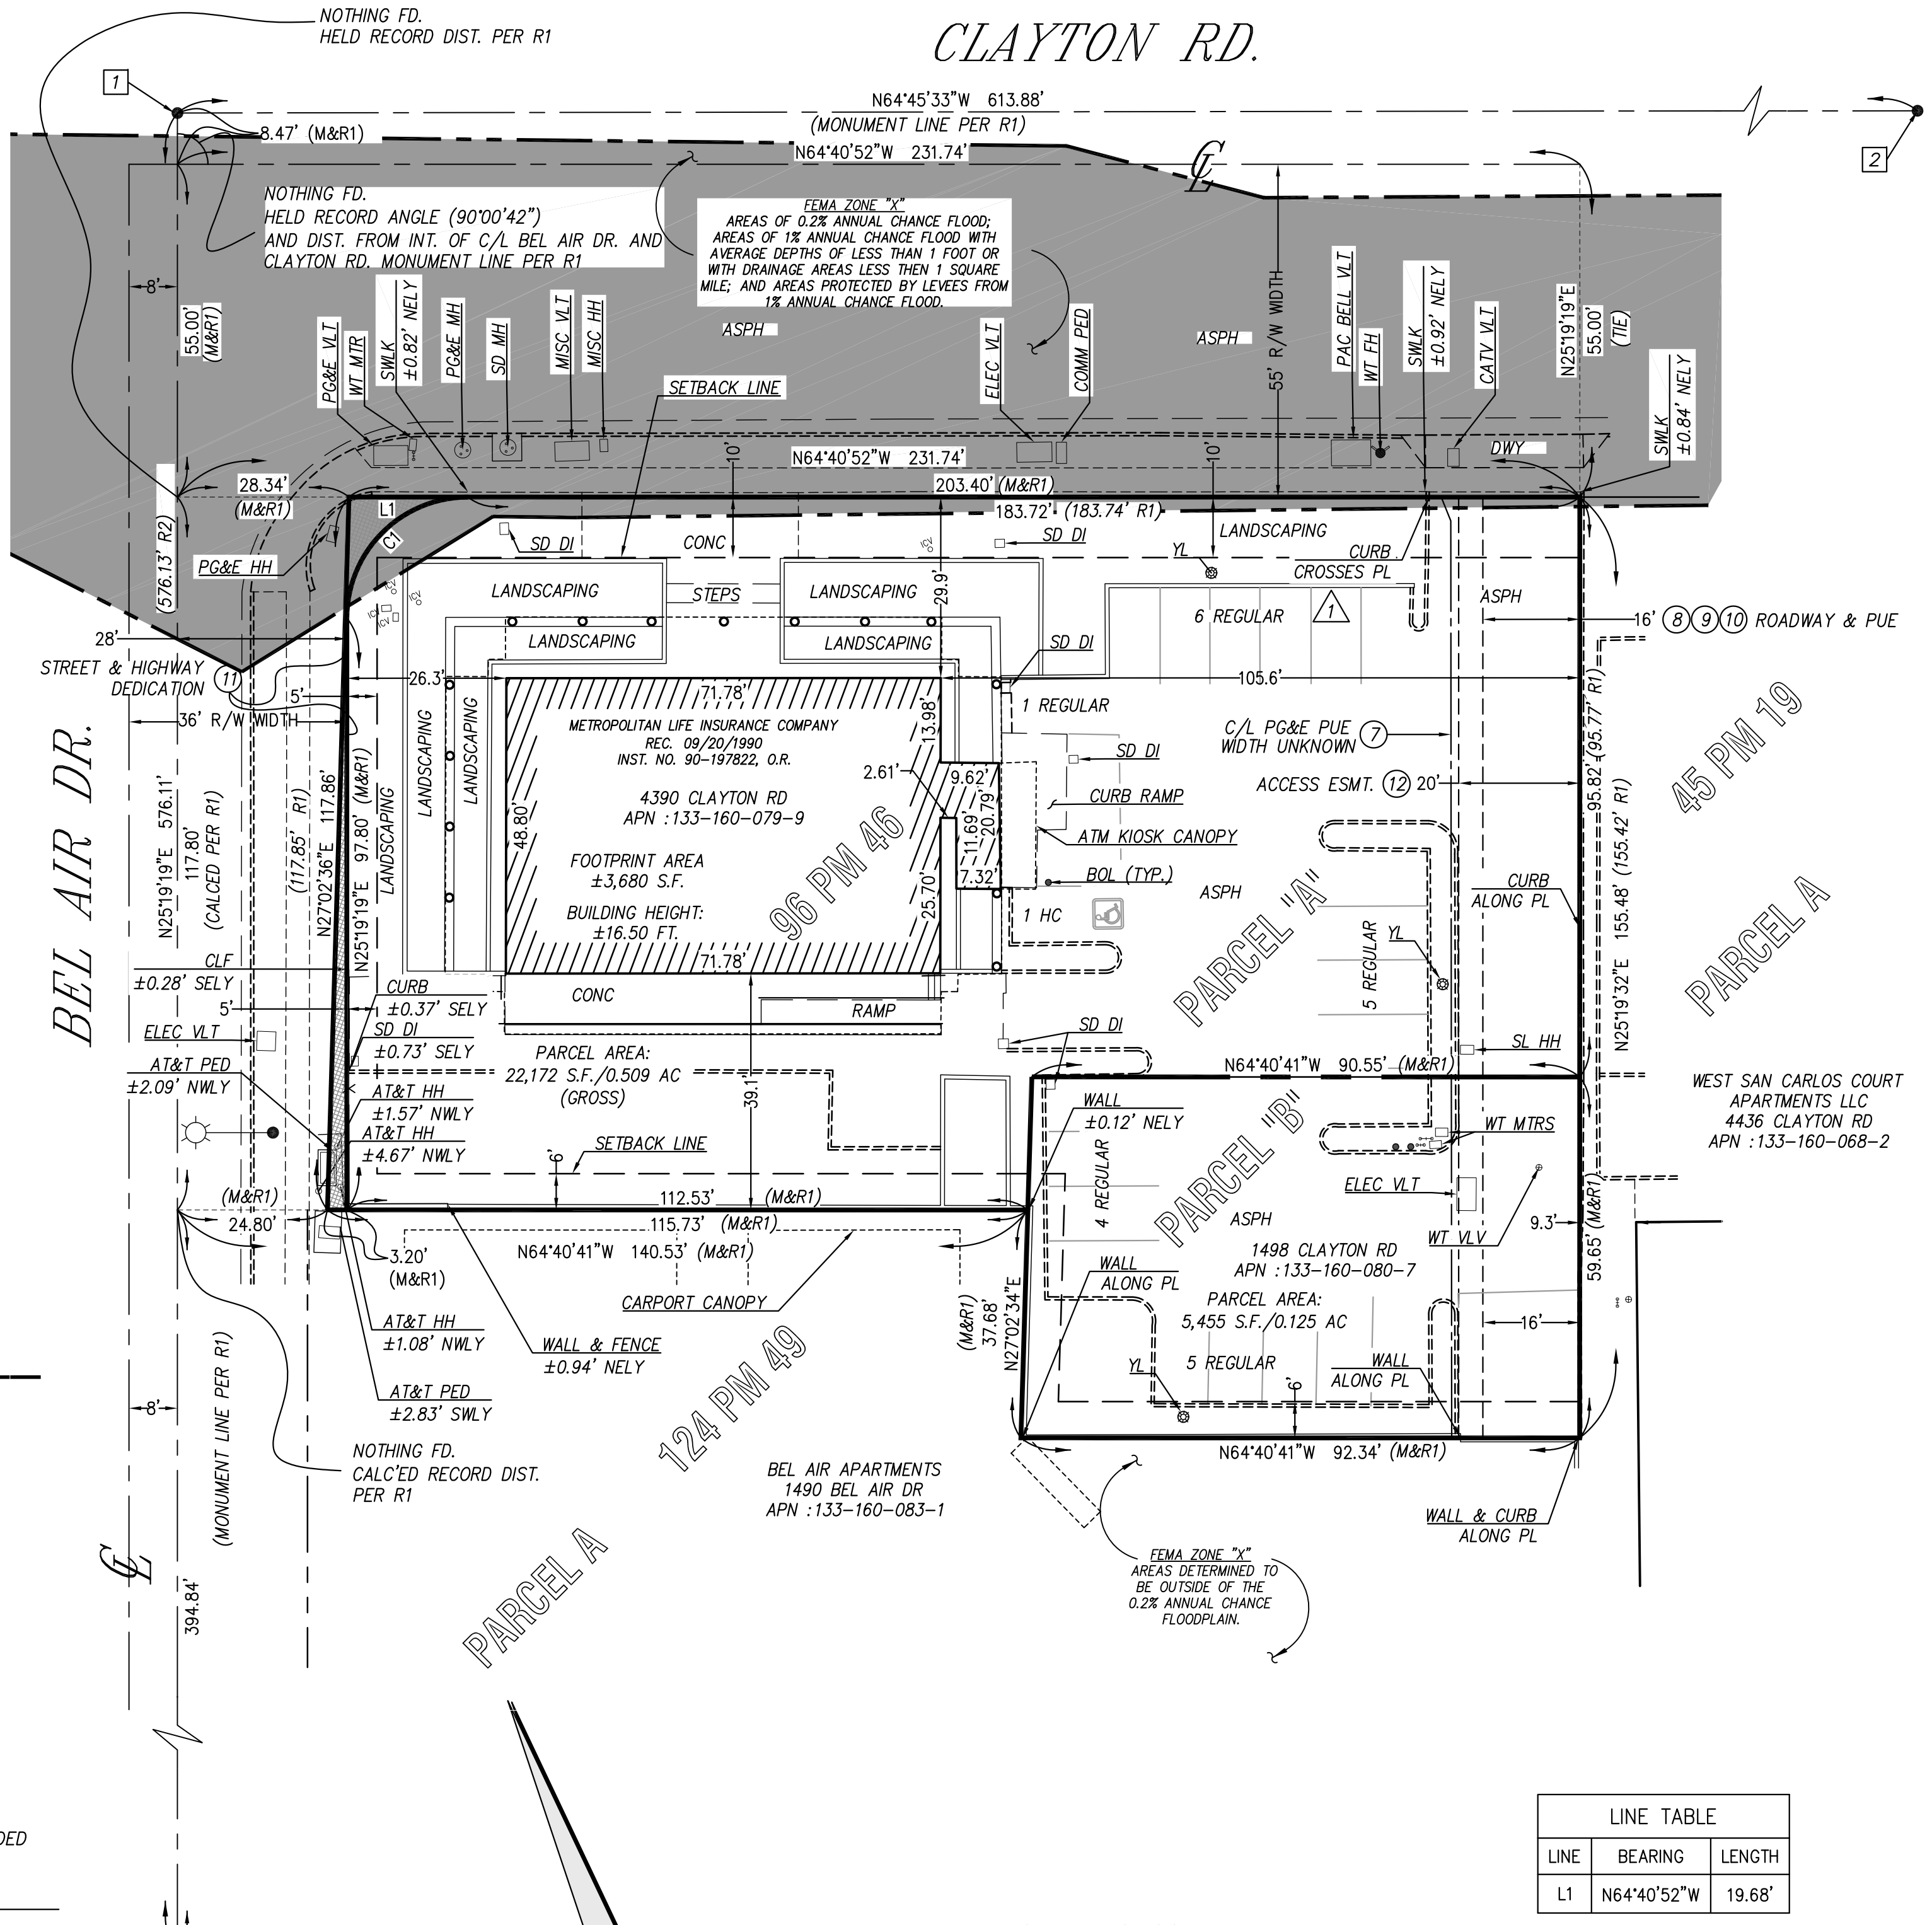 NOTHING FD.
HELD RECORD DIST. PER R1
CLAYTON RD.
1
N64°45'33"W 613.88'
(MONUMENT LINE PER R1)
2
8.47' (M&R1)
N64°40'52"W 231.74'
CL
NOTHING FD.
HELD RECORD ANGLE (90°00'42")
AND DIST. FROM INT. OF C/L BEL AIR DR. AND
CLAYTON RD. MONUMENT LINE PER R1
FEMA ZONE "X"
AREAS OF 0.2% ANNUAL CHANCE FLOOD;
AREAS OF 1% ANNUAL CHANCE FLOOD WITH
AVERAGE DEPTHS OF LESS THAN 1 FOOT OR
WITH DRAINAGE AREAS LESS THEN 1 SQUARE
MILE; AND AREAS PROTECTED BY LEVEES FROM
1% ANNUAL CHANCE FLOOD.
8'
55.00'
(M&R1)
ASPH
ASPH
55' R/W WIDTH
N25°19'19"E
55.00'
(TIE)
PG&E VLT
WT MTR
SWLK
±0.82' NELY
PG&E MH
SD MH
MISC VLT
MISC HH
SETBACK LINE
ELEC VLT
COMM PED
PAC BELL VLT
WT FH
SWLK
±0.92' NELY
CATV VLT
SWLK
±0.84' NELY
DWY
10'
10'
N64°40'52"W 231.74'
203.40' (M&R1)
183.72' (183.74' R1)
28.34'
(M&R1)
L1
C1
(576.13' R2)
PG&E HH
SD DI
CONC
ICV
SD DI
YL
LANDSCAPING
CURB
CROSSES PL
LANDSCAPING
STEPS
LANDSCAPING
29.9'
ICV
ICV
ICV
ICV
6 REGULAR
1
ASPH
16' 8 9 10 ROADWAY & PUE
28'
LANDSCAPING
LANDSCAPING
SD DI
STREET & HIGHWAY
DEDICATION
11
5'
36' R/W WIDTH
26.3'
71.78'
105.6'
1 REGULAR
LANDSCAPING
LANDSCAPING
LANDSCAPING
METROPOLITAN LIFE INSURANCE COMPANY
REC. 09/20/1990
INST. NO. 90-197822, O.R.
13.98'
C/L PG&E PUE
WIDTH UNKNOWN 7
SD DI
2.61'
9.62'
ACCESS ESMT. 12 20'
4390 CLAYTON RD
APN :133-160-079-9
CURB RAMP
ATM KIOSK CANOPY
11.69'
20.79'
48.80'
FOOTPRINT AREA
±3,680 S.F.
BUILDING HEIGHT:
±16.50 FT.
7.32'
25.70'
BOL (TYP.)
ASPH
1 HC
96 PM 46
71.78'
CURB
ALONG PL
PARCEL "A"
YL
5 REGULAR
95.82' (95.77' R1)
N25°19'32"E 155.48' (155.42' R1)
45 PM 19
PARCEL A
BEL AIR DR.
N25°19'19"E 576.11'
117.80'
(CALCED PER R1)
(117.85' R1)
N27°02'36"E 117.86'
N25°19'19"E 97.80' (M&R1)
CLF
±0.28' SELY
5'
CURB
±0.37' SELY
SD DI
±0.73' SELY
CONC
RAMP
ELEC VLT
AT&T PED
±2.09' NWLY
PARCEL AREA:
22,172 S.F./0.509 AC
(GROSS)
39.1'
SD DI
SL HH
N64°40'41"W 90.55' (M&R1)
AT&T HH
±1.57' NWLY
AT&T HH
±4.67' NWLY
WALL
±0.12' NELY
PARCEL "B"
WT MTRS
WEST SAN CARLOS COURT
APARTMENTS LLC
4436 CLAYTON RD
APN :133-160-068-2
SETBACK LINE
6'
4 REGULAR
ELEC VLT
(M&R1)
24.80'
112.53' (M&R1)
115.73' (M&R1)
3.20'
(M&R1)
N64°40'41"W 140.53' (M&R1)
ASPH
9.3'
WT VLV
59.65' (M&R1)
1498 CLAYTON RD
APN :133-160-080-7
WALL
ALONG PL
CARPORT CANOPY
PARCEL AREA:
5,455 S.F./0.125 AC
16'
AT&T HH
±1.08' NWLY
WALL & FENCE
±0.94' NELY
(M&R1)
37.68'
N27°02'34"E
5 REGULAR
YL
6'
WALL
ALONG PL
AT&T PED
±2.83' SWLY
8'
(MONUMENT LINE PER R1)
124 PM 49
NOTHING FD.
CALC'ED RECORD DIST.
PER R1
N64°40'41"W 92.34' (M&R1)
BEL AIR APARTMENTS
1490 BEL AIR DR
APN :133-160-083-1
WALL & CURB
ALONG PL
CL
394.84'
FEMA ZONE "X"
AREAS DETERMINED TO
BE OUTSIDE OF THE
0.2% ANNUAL CHANCE
FLOODPLAIN.
PARCEL A
DED
LINE TABLE
LINE BEARING LENGTH
L1 N64°40'52"W 19.68'